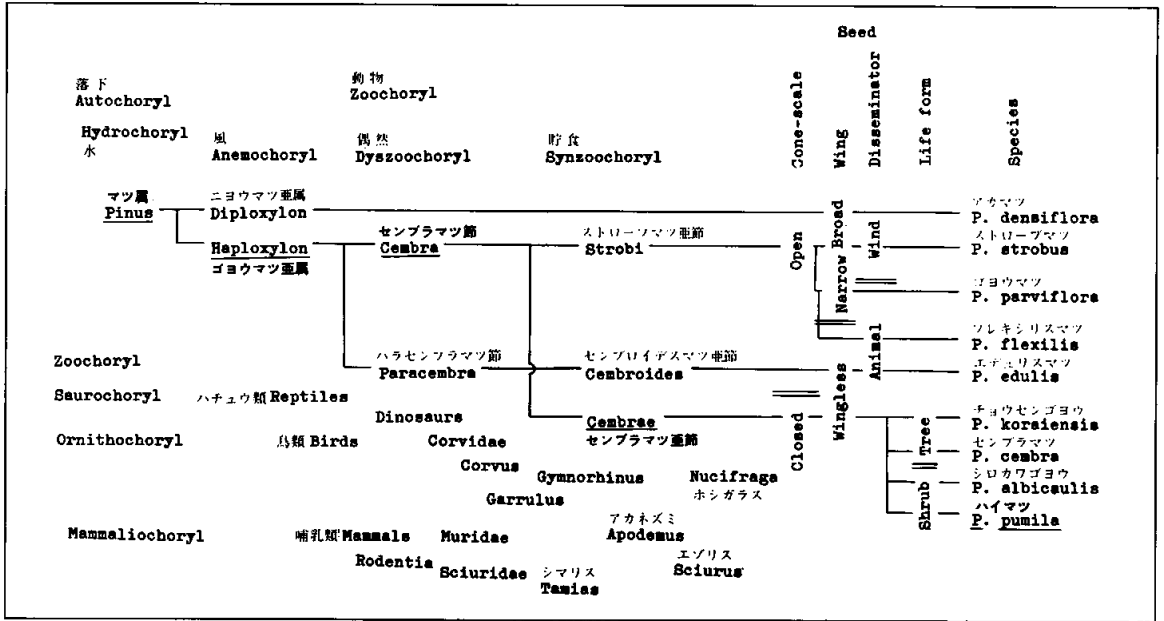 Seed
落下
Autochoryl
動物
Zoochoryl
Cone-scale
Wing
Disseminator
Life form
Species
Hydrochoryl
水
風
Anemochoryl
偶然
Dyszoochoryl
貯食
Synzoochoryl
マツ属
Pinus
ニヨウマツ亜属
Diploxylon
Broad
Wind
アカマツ
P. densiflora
Haploxylon
ゴヨウマツ亜属
センブラマツ節
Cembra
ストローブマツ亜節
Strobi
Open
Narrow
ストローブマツ
P. strobus
ゴヨウマツ
P. parviflora
フレキシリスマツ
P. flexilis
Zoochoryl
パラセンブラマツ節
Paracembra
センブロイデスマツ亜節
Cembroides
Animal
エデュリスマツ
P. edulis
Saurochoryl
ハチュウ類 Reptiles
Dinosaurs
Cembrae
センブラマツ亜節
Closed
Wingless
Tree
チョウセンゴヨウ
P. koraiensis
Ornithochoryl
鳥類 Birds
Corvidae
Corvus
Gymnorhinus
Nucifraga
ホシガラス
Garrulus
センブラマツ
P. cembra
シロカワゴヨウ
P. albicaulis
Shrub
ハイマツ
P. pumila
Mammaliochoryl
哺乳類 Mammals
Muridae
アカネズミ
Apodemus
Rodentia
Sciuridae
シマリス
Tamias
エゾリス
Sciurus